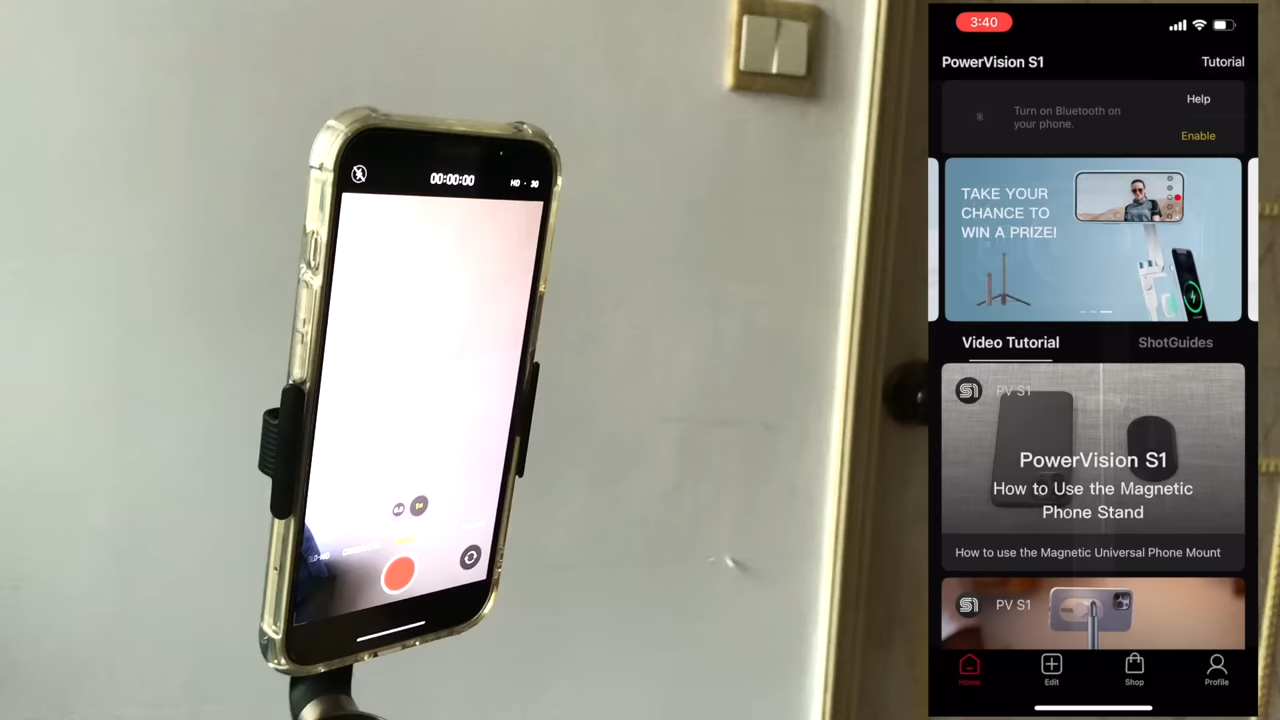 00:00:00
HD · 30
3:40
PowerVision S1
Tutorial
Turn on Bluetooth on
your phone.
Help
Enable
TAKE YOUR
CHANCE TO
WIN A PRIZE!
Video Tutorial
ShotGuides
S1
PV S1
PowerVision S1
How to Use the Magnetic
Phone Stand
How to use the Magnetic Universal Phone Mount
S1
PV S1
Home
Edit
Shop
Profile